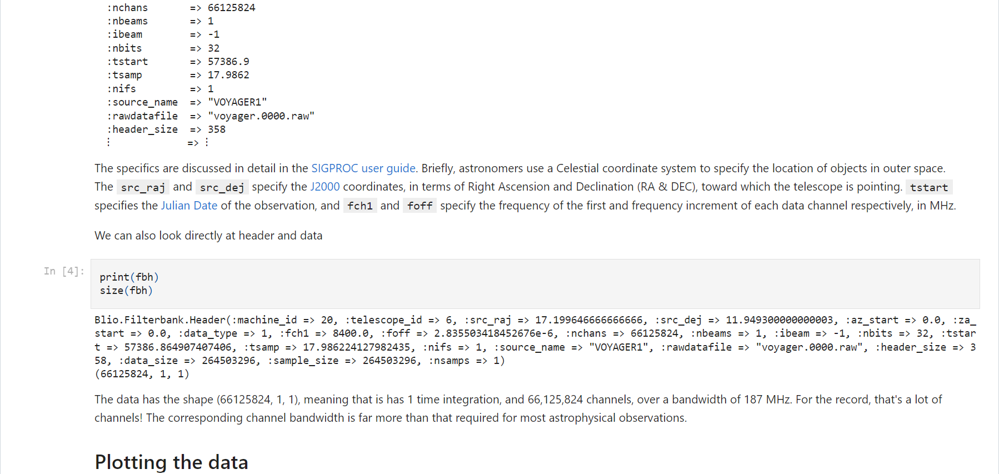 :nchans => 66125824
:nbeams => 1
:ibeam => -1
:nbits => 32
:tstart => 57386.9
:tsamp => 17.9862
:nifs => 1
:source_name => "VOYAGER1"
:rawdatafile => "voyager.0000.raw"
:header_size => 358
⋮ => ⋮
The specifics are discussed in detail in the SIGPROC user guide. Briefly, astronomers use a Celestial coordinate system to specify the location of objects in outer space.
The src_raj and src_dej specify the J2000 coordinates, in terms of Right Ascension and Declination (RA & DEC), toward which the telescope is pointing. tstart
specifies the Julian Date of the observation, and fch1 and foff specify the frequency of the first and frequency increment of each data channel respectively, in MHz.
We can also look directly at header and data
In [4]:
print(fbh)
size(fbh)
Blio.Filterbank.Header(:machine_id => 20, :telescope_id => 6, :src_raj => 17.199646666666666, :src_dej => 11.949300000000003, :az_start => 0.0, :za_
start => 0.0, :data_type => 1, :fch1 => 8400.0, :foff => 2.835503418452676e-6, :nchans => 66125824, :nbeams => 1, :ibeam => -1, :nbits => 32, :tstar
t => 57386.864907407406, :tsamp => 17.986224127982435, :nifs => 1, :source_name => "VOYAGER1", :rawdatafile => "voyager.0000.raw", :header_size => 3
58, :data_size => 264503296, :sample_size => 264503296, :nsamps => 1)
(66125824, 1, 1)
The data has the shape (66125824, 1, 1), meaning that is has 1 time integration, and 66,125,824 channels, over a bandwidth of 187 MHz. For the record, that's a lot of
channels! The corresponding channel bandwidth is far more than that required for most astrophysical observations.
Plotting the data